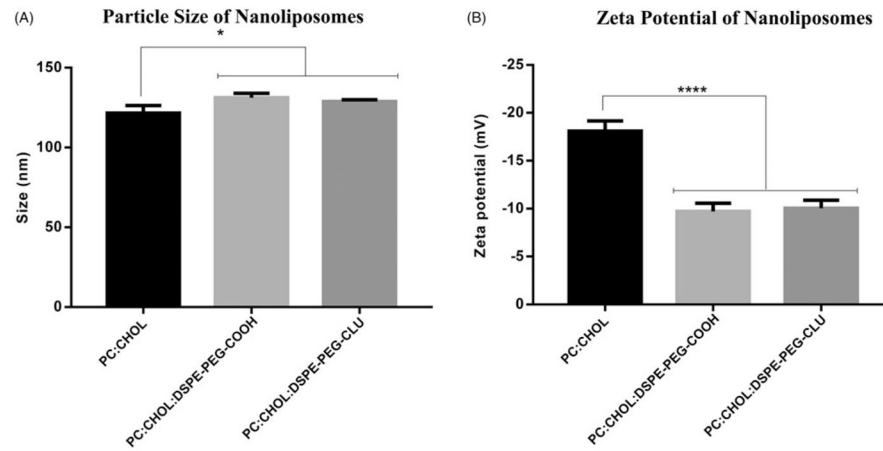 (A)
Particle Size of Nanoliposomes
*
150
100
50
0
Size (nm)
PC:CHOL
PC:CHOL:DSPE-PEG-COOH
PC:CHOL:DSPE-PEG-CLU
(B)
Zeta Potential of Nanoliposomes
****
-25
-20
-15
-10
-5
0
Zeta potential (mV)
PC:CHOL
PC:CHOL:DSPE-PEG-COOH
PC:CHOL:DSPE-PEG-CLU